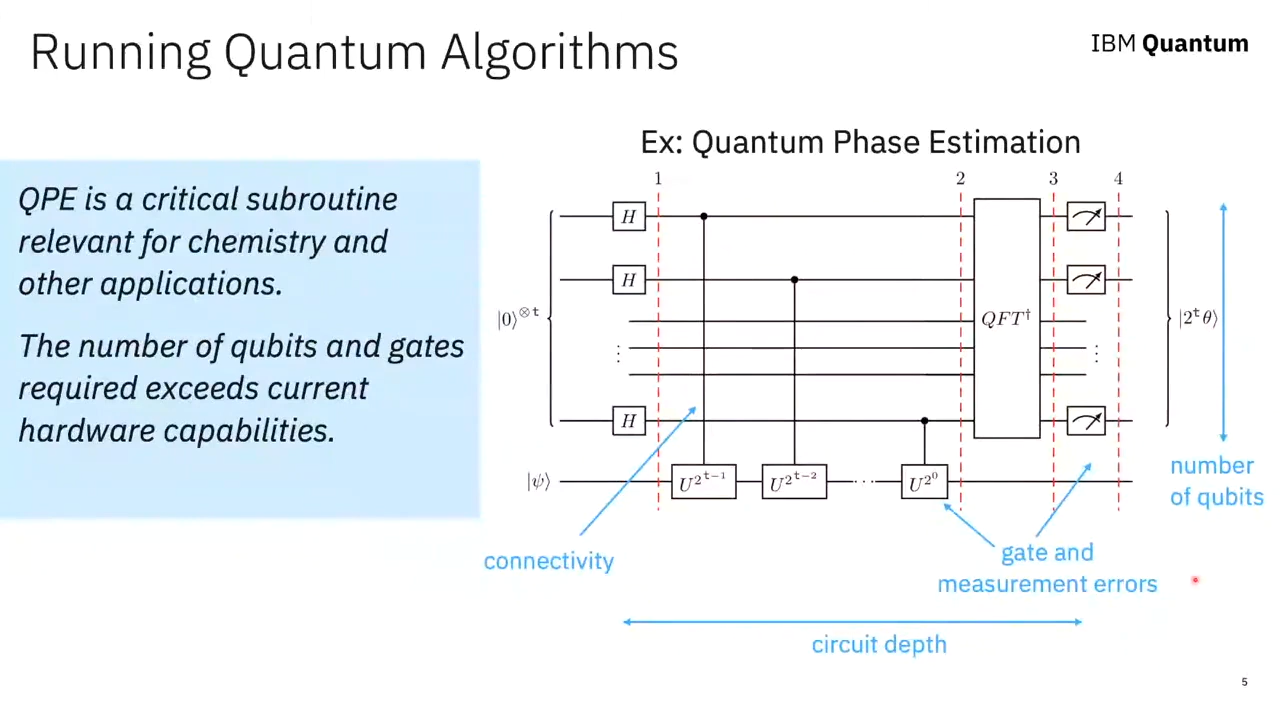 Running Quantum Algorithms
IBM Quantum
QPE is a critical subroutine
relevant for chemistry and
other applications.
The number of qubits and gates
required exceeds current
hardware capabilities.
Ex: Quantum Phase Estimation
1 2 3 4
H
H
|0⟩^{⊗t} ⋮ QFT† ⋮ |2^tθ⟩
H
|ψ⟩ U^{2^{t−1}} U^{2^{t−2}} ··· U^{2^0}
number
of qubits
connectivity
gate and
measurement errors
circuit depth
5